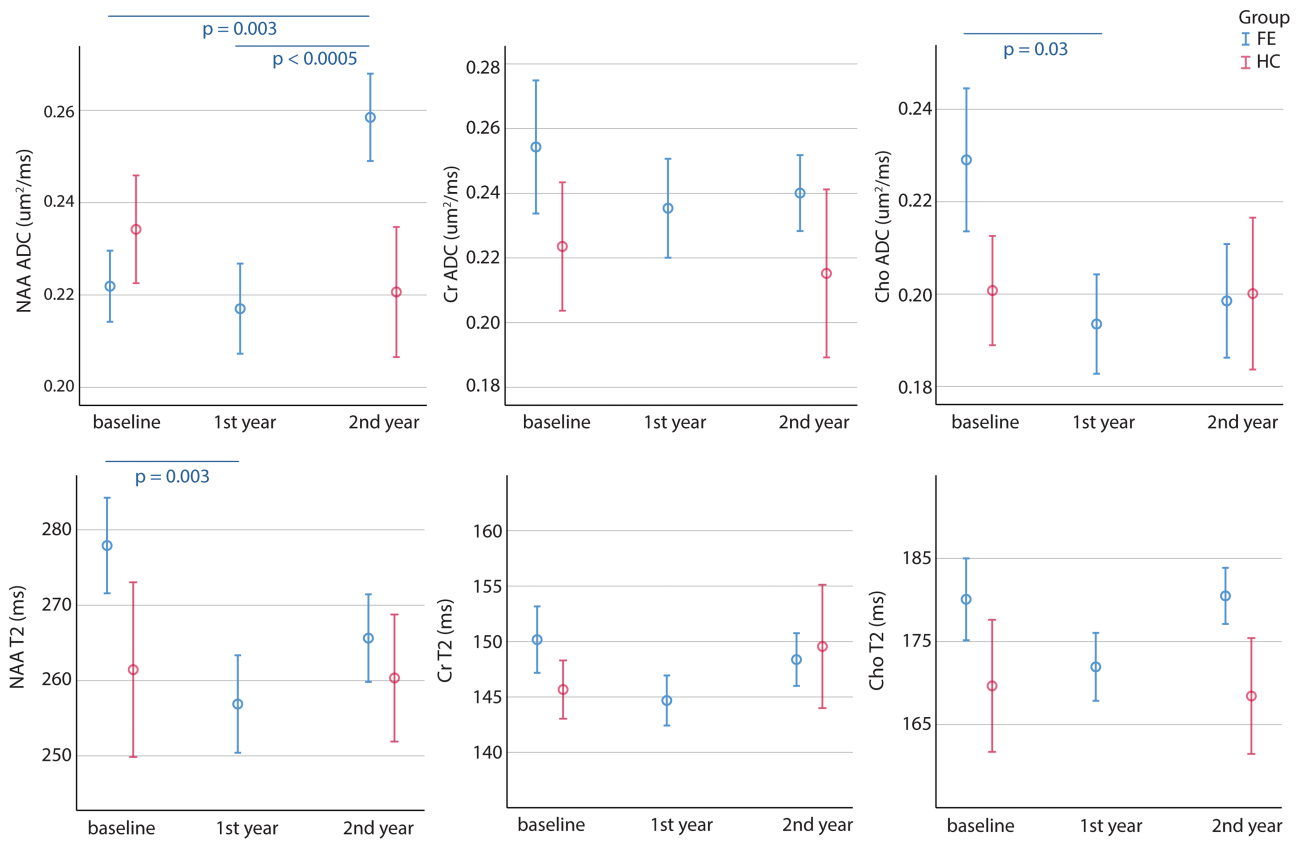 p = 0.003
p < 0.0005
NAA ADC (um²/ms)
0.26
0.24
0.22
0.20
baseline 1st year 2nd year
Cr ADC (um²/ms)
0.28
0.26
0.24
0.22
0.20
0.18
baseline 1st year 2nd year
p = 0.03
Cho ADC (um²/ms)
0.24
0.22
0.20
0.18
baseline 1st year 2nd year
Group
FE
HC
p = 0.003
NAA T2 (ms)
280
270
260
250
baseline 1st year 2nd year
Cr T2 (ms)
160
155
150
145
140
baseline 1st year 2nd year
Cho T2 (ms)
185
175
165
baseline 1st year 2nd year